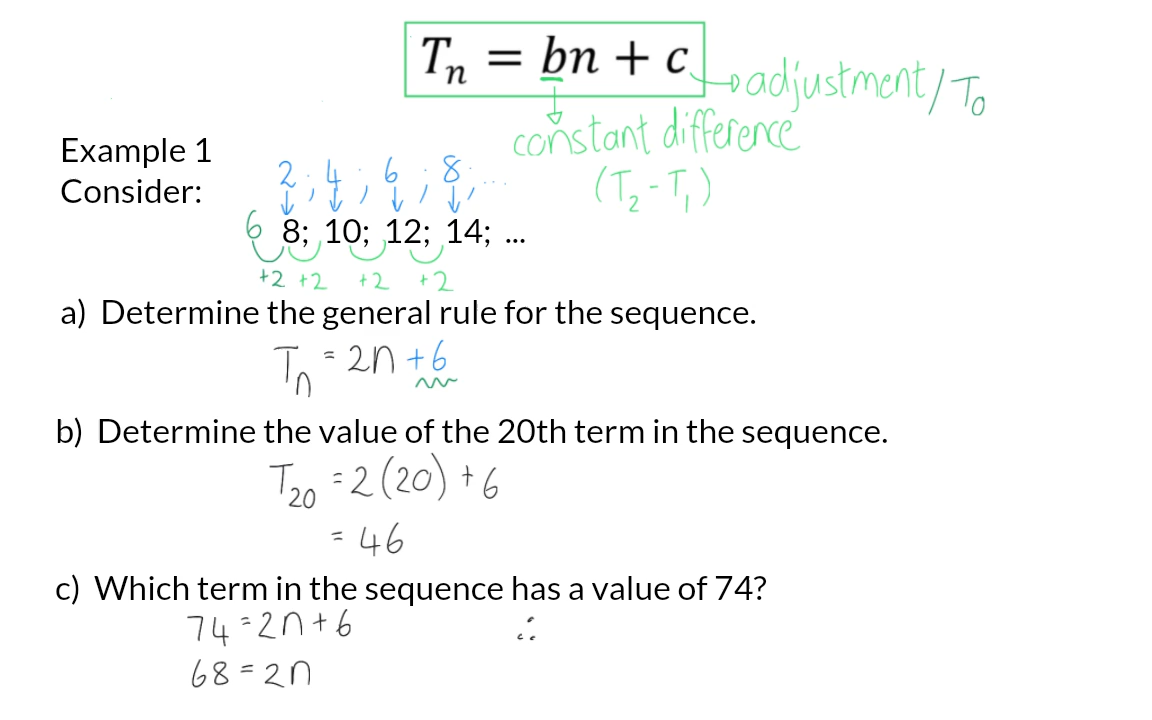 Tn = bn + c → adjustment / T0
constant difference
(T2 - T1)
Example 1
Consider:
2 ; 4 ; 6 ; 8 ; ...
6 8; 10; 12; 14; ...
+2 +2 +2 +2
a) Determine the general rule for the sequence.
Tn = 2n + 6
b) Determine the value of the 20th term in the sequence.
T20 = 2(20) + 6
= 46
c) Which term in the sequence has a value of 74?
74 = 2n + 6 ∴
68 = 2n